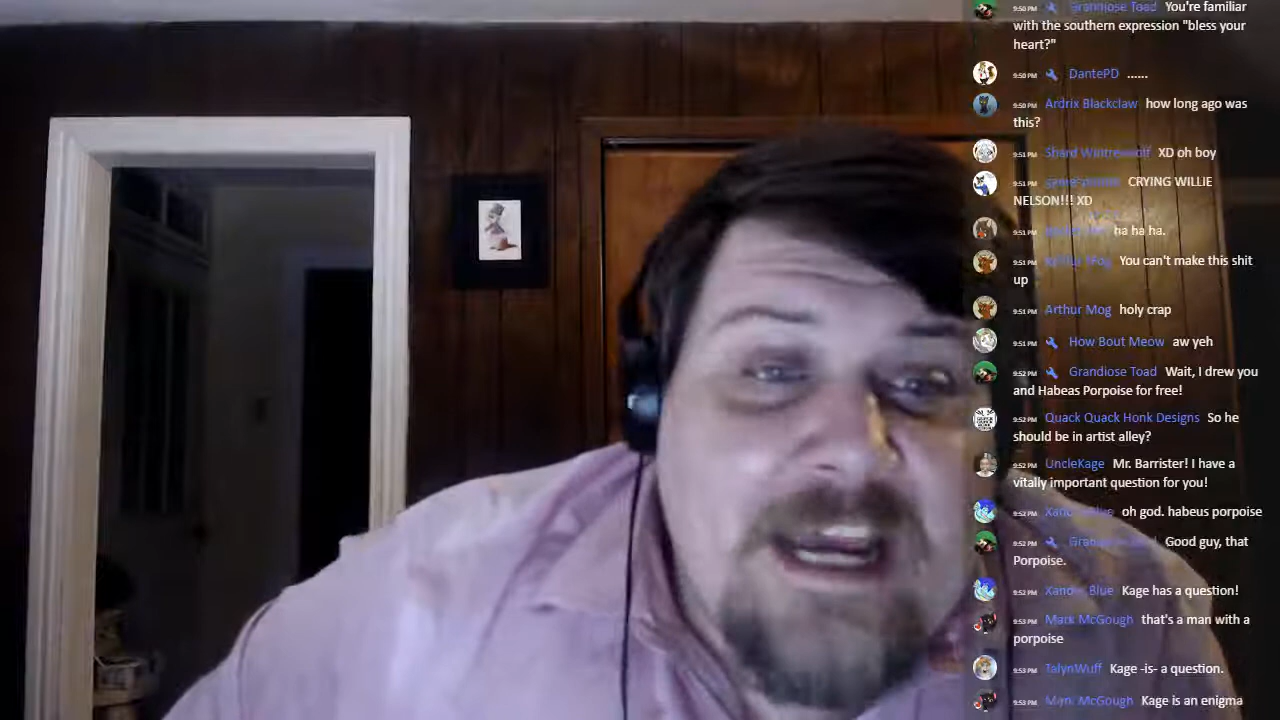 9:50 PM Grandiose Toad You're familiar
with the southern expression "bless your
heart?"
9:50 PM DantePD ......
9:50 PM Ardrix Blackclaw how long ago was
this?
9:51 PM Shard XD oh boy
9:51 PM CRYING WILLIE
NELSON!!! XD
9:51 PM ha ha ha.
9:51 PM You can't make this shit
up
9:51 PM Arthur Mog holy crap
9:51 PM How Bout Meow aw yeh
9:52 PM Grandiose Toad Wait, I drew you
and Habeas Porpoise for free!
9:52 PM Quack Quack Honk Designs So he
should be in artist alley?
9:52 PM UncleKage Mr. Barrister! I have a
vitally important question for you!
9:52 PM oh god. habeus porpoise
9:52 PM Good guy, that
Porpoise.
9:52 PM Blue Kage has a question!
9:53 PM Mark McGough that's a man with a
porpoise
9:53 PM TalynWuff Kage -is- a question.
9:53 PM Mark McGough Kage is an enigma